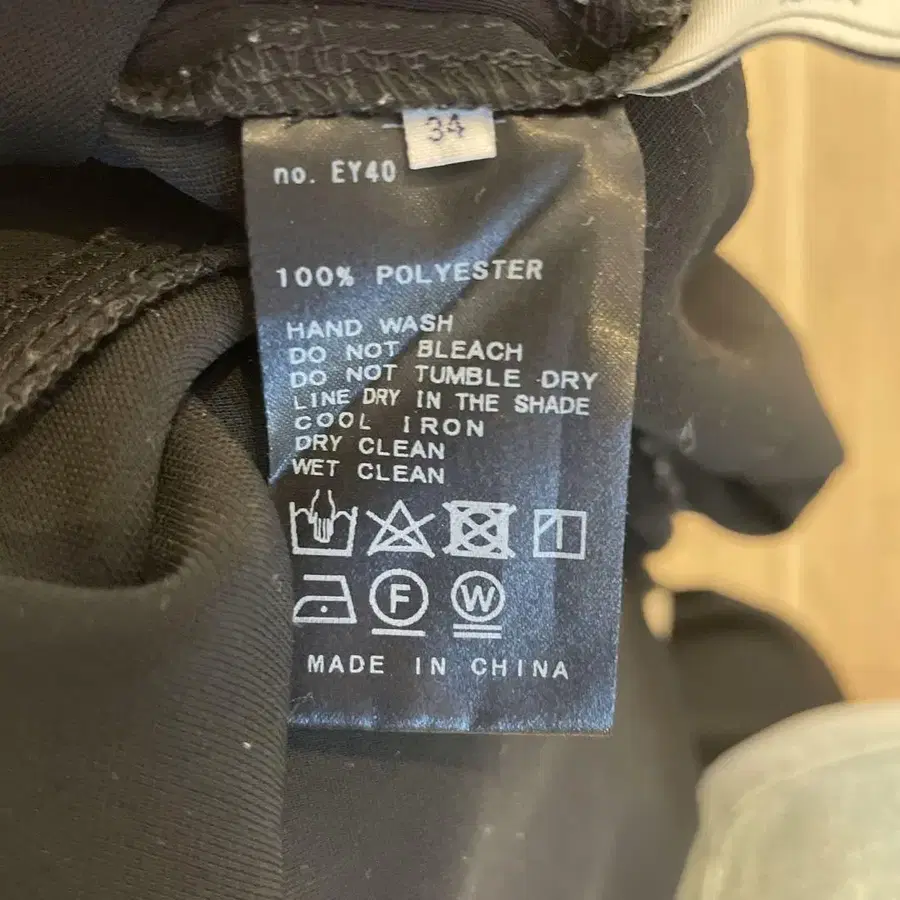 34
no. EY40
100% POLYESTER
HAND WASH
DO NOT BLEACH
DO NOT TUMBLE DRY
LINE DRY IN THE SHADE
COOL IRON
DRY CLEAN
WET CLEAN
F W
MADE IN CHINA